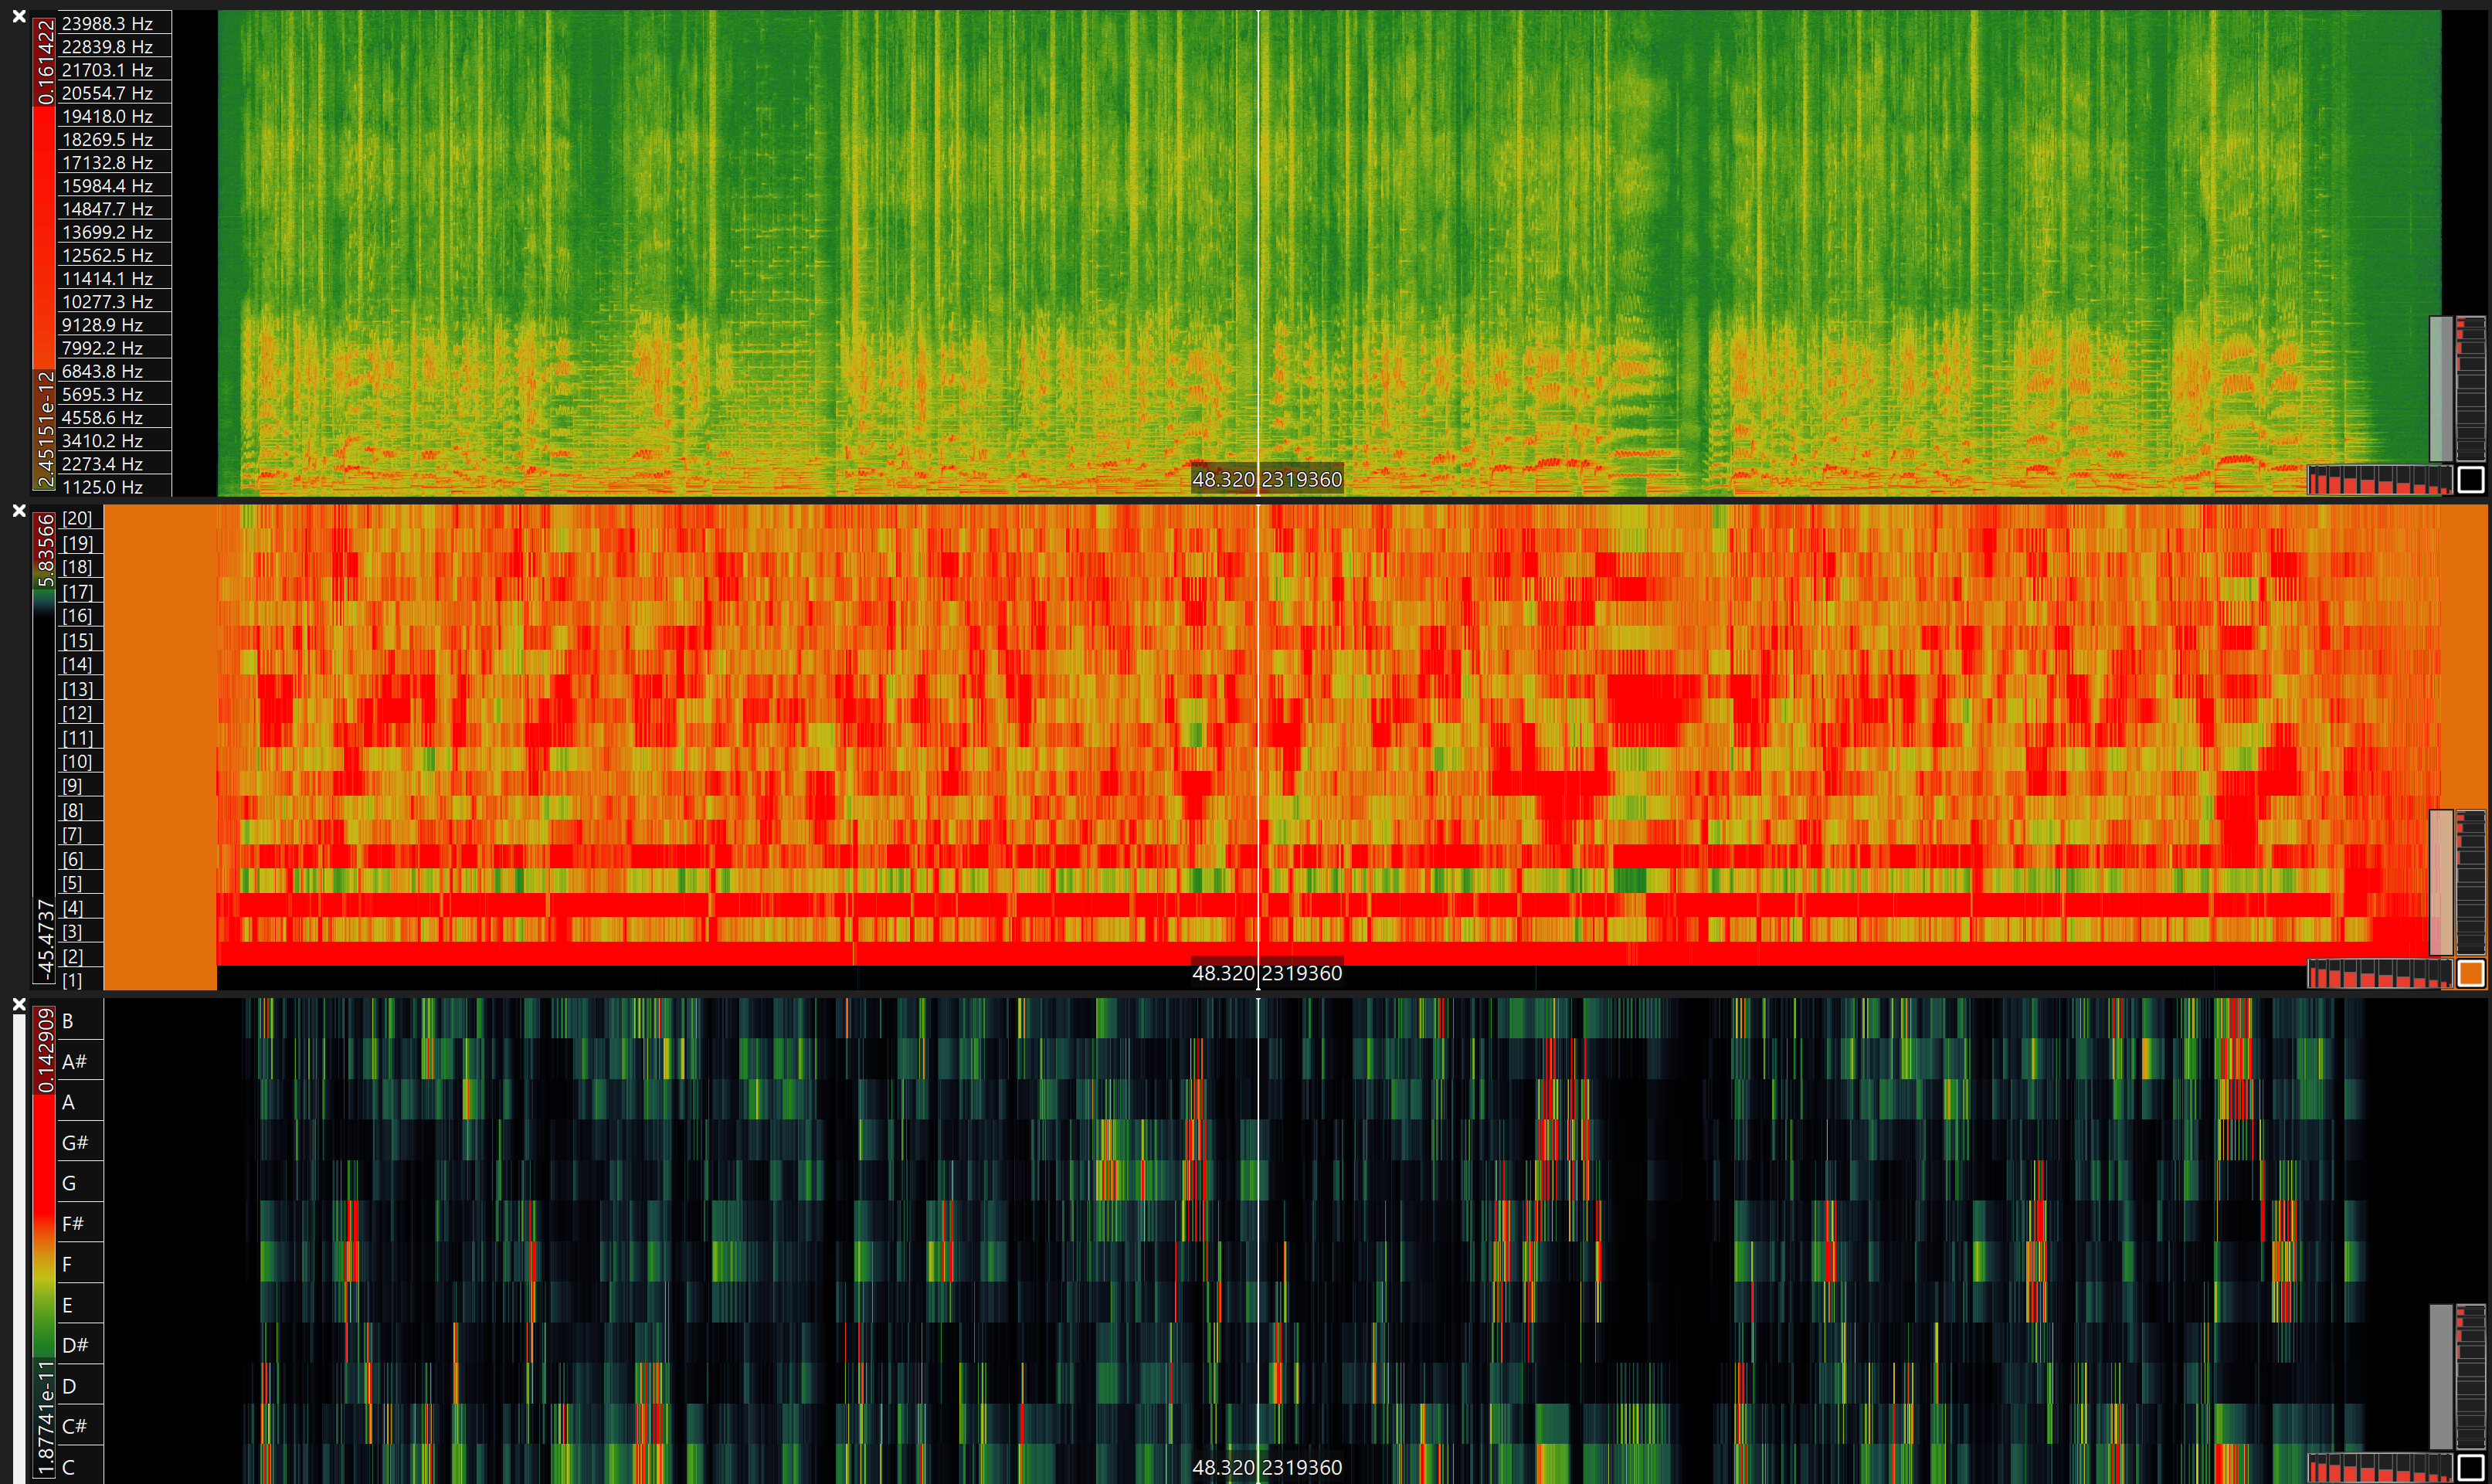 0.161422
2.45151e-12
23988.3 Hz
22839.8 Hz
21703.1 Hz
20554.7 Hz
19418.0 Hz
18269.5 Hz
17132.8 Hz
15984.4 Hz
14847.7 Hz
13699.2 Hz
12562.5 Hz
11414.1 Hz
10277.3 Hz
9128.9 Hz
7992.2 Hz
6843.8 Hz
5695.3 Hz
4558.6 Hz
3410.2 Hz
2273.4 Hz
1125.0 Hz
48.320 2319360
5.83566
-45.4737
[20]
[19]
[18]
[17]
[16]
[15]
[14]
[13]
[12]
[11]
[10]
[9]
[8]
[7]
[6]
[5]
[4]
[3]
[2]
[1]
48.320 2319360
0.142909
1.87741e-11
B
A#
A
G#
G
F#
F
E
D#
D
C#
C
48.320 2319360